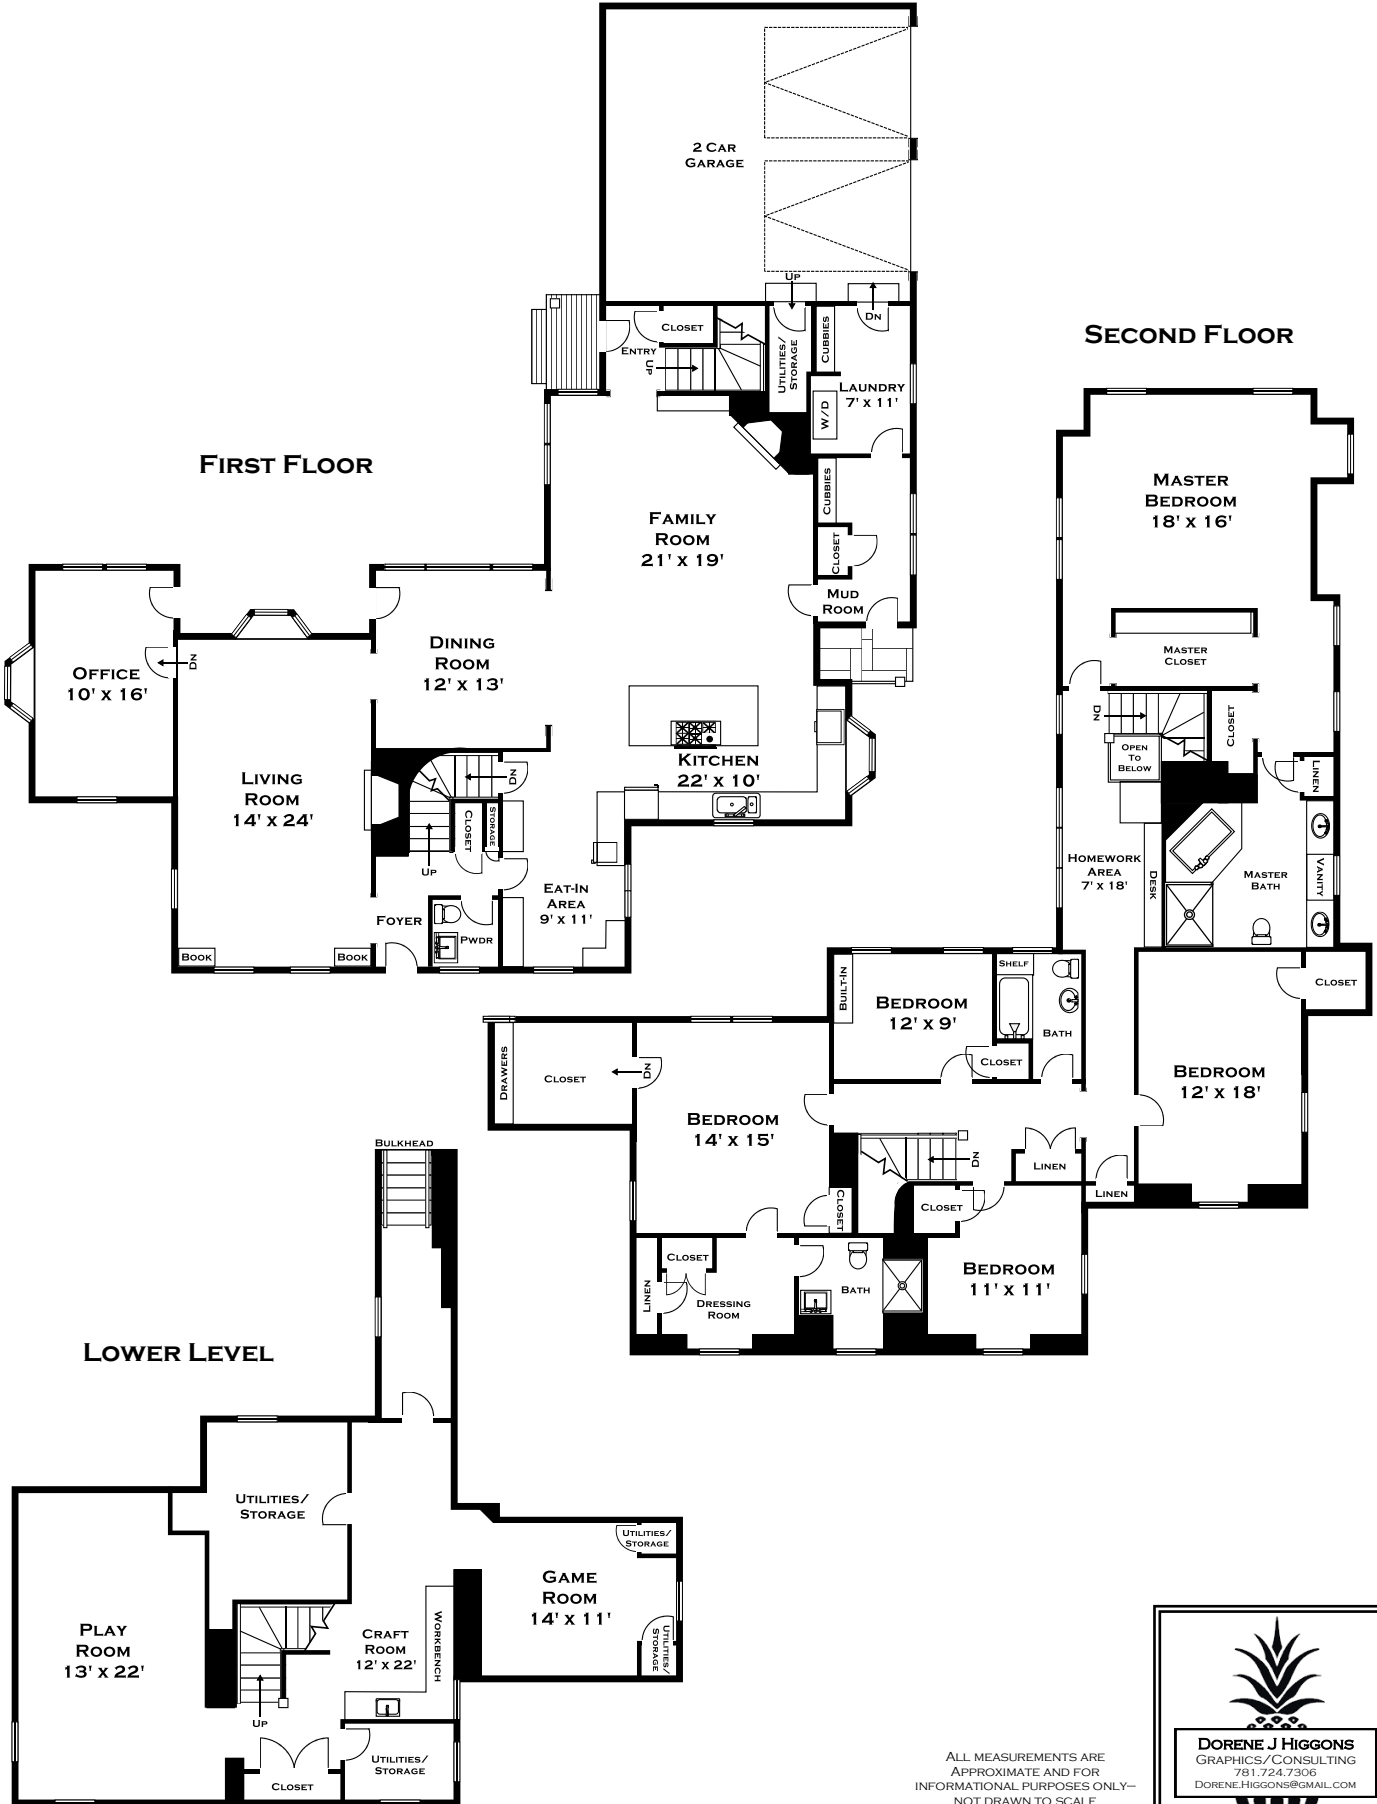 2 Car
Garage
Up
Dn
Closet
Entry
Up
Utilities/
Storage
Cubbies
Laundry
7' x 11'
W/D
Cubbies
Closet
Mud
Room
First Floor
Family
Room
21' x 19'
Dining
Room
12' x 13'
Office
10' x 16'
Dn
Living
Room
14' x 24'
Kitchen
22' x 10'
Dn
Closet
Storage
Up
Eat-In
Area
9' x 11'
Foyer
Pwdr
Book
Book
Second Floor
Master
Bedroom
18' x 16'
Master
Closet
Dn
Closet
Open
To
Below
Linen
Homework
Area
7' x 18'
Desk
Master
Bath
Vanity
Shelf
Built-In
Bedroom
12' x 9'
Bath
Closet
Closet
Bedroom
12' x 18'
Drawers
Closet
Dn
Bedroom
14' x 15'
Dn
Linen
Linen
Closet
Closet
Bedroom
11' x 11'
Closet
Linen
Dressing
Room
Bath
Bulkhead
Lower Level
Utilities/
Storage
Utilities/
Storage
Game
Room
14' x 11'
Utilities/
Storage
Play
Room
13' x 22'
Craft
Room
12' x 22'
Workbench
Up
Closet
Utilities/
Storage
All measurements are
Approximate and for
informational purposes only–
not drawn to scale
Dorene J Higgons
Graphics/Consulting
781.724.7306
Dorene.Higgons@gmail.com